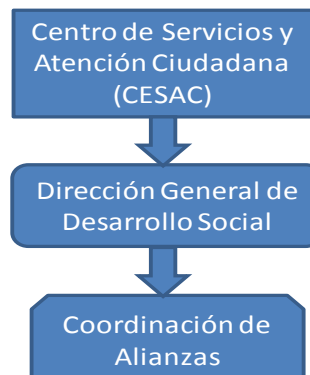 Centro de Servicios y
Atención Ciudadana
(CESAC)
Dirección General de
Desarrollo Social
Coordinación de
Alianzas